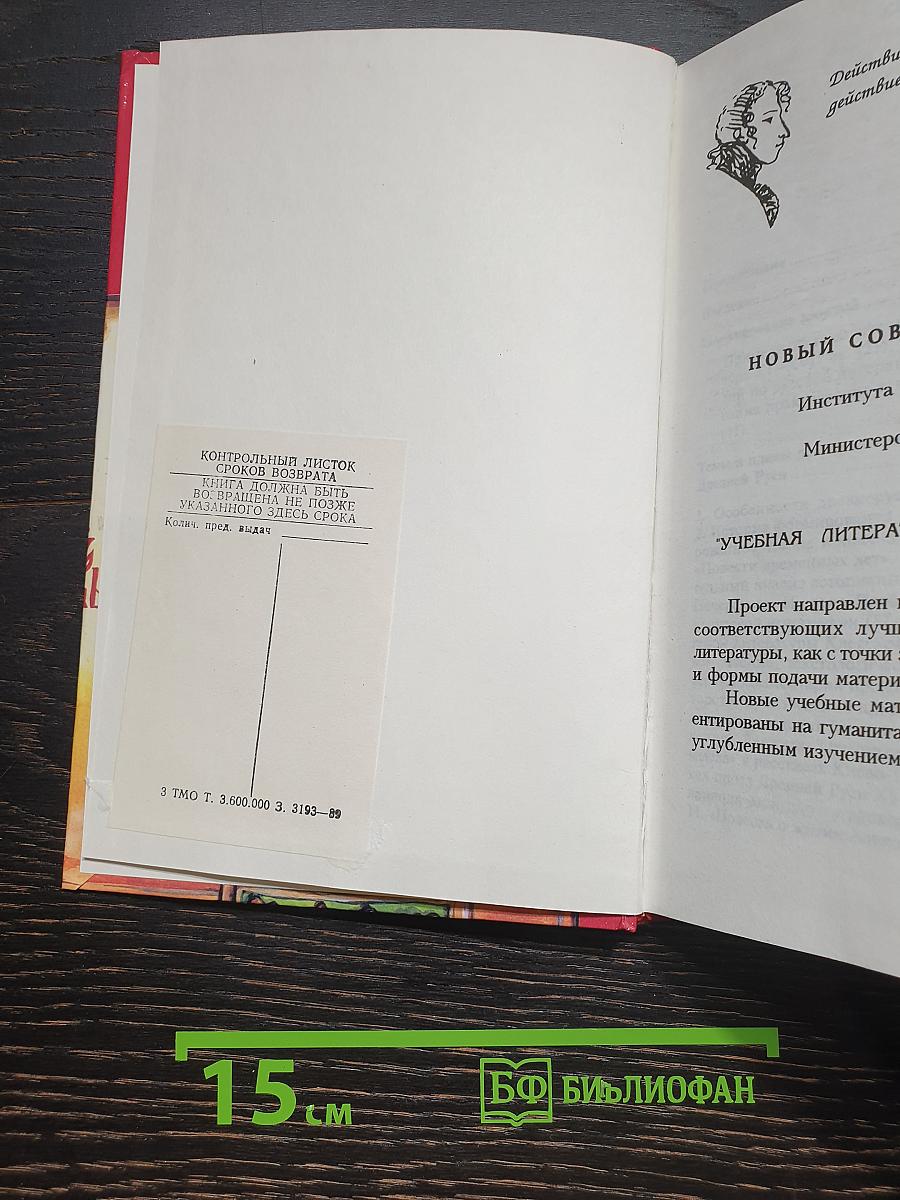 КОНТРОЛЬНЫЙ ЛИСТОК
СРОКОВ ВОЗВРАТА
КНИГА ДОЛЖНА БЫТЬ
ВОЗВРАЩЕНА НЕ ПОЗЖЕ
УКАЗАННОГО ЗДЕСЬ СРОКА
Колич. пред. выдач
3 ТМО Т. 3.600.000 З. 3193—89
Действи
действие
НОВЫЙ СОВ
Института
Министерс
"УЧЕБНАЯ ЛИТЕРА
Проект направлен
соответствующих лучш
литературы, как с точки з
и формы подачи матери
Новые учебные мат
ентированы на гуманита
углубленным изучением
15 см
БФ БИБЛИОФАН